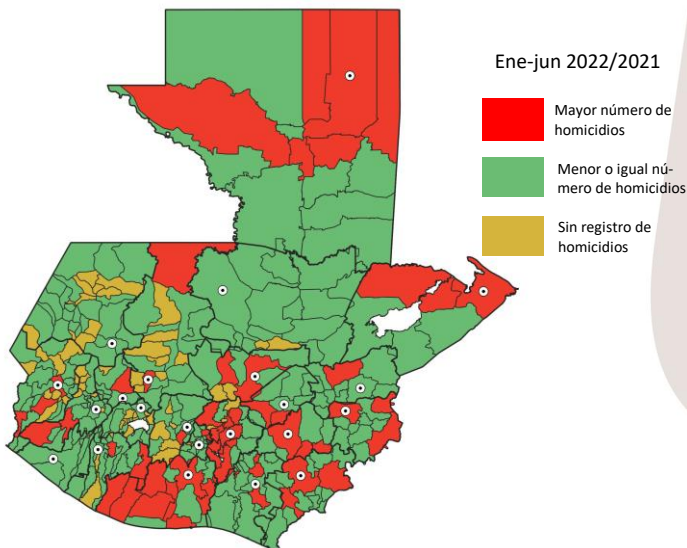 Ene-jun 2022/2021
Mayor número de
homicidios
Menor o igual nú-
mero de homicidios
Sin registro de
homicidios